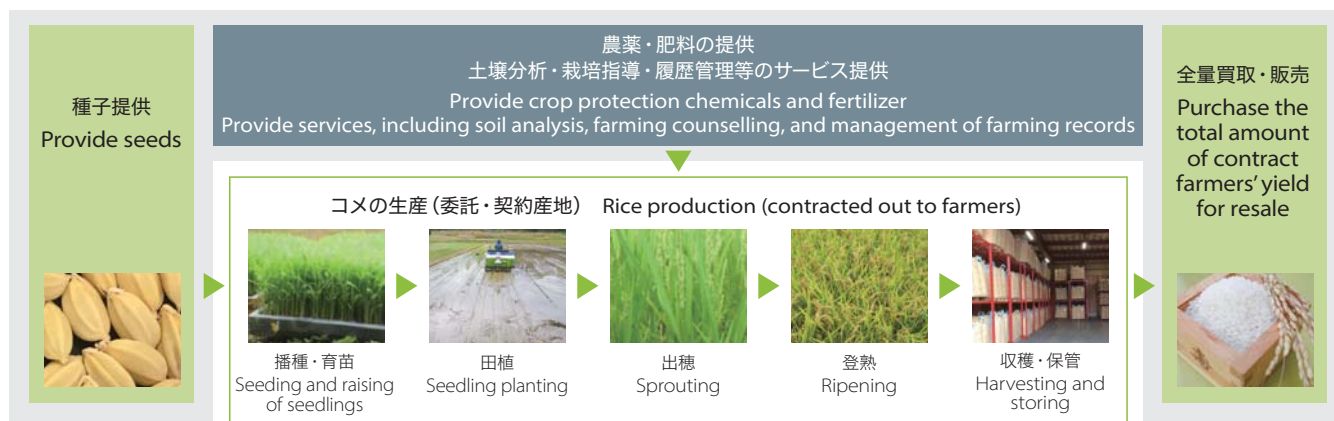 種子提供
Provide seeds
農薬・肥料の提供
土壌分析・栽培指導・履歴管理等のサービス提供
Provide crop protection chemicals and fertilizer
Provide services, including soil analysis, farming counselling, and management of farming records
コメの生産（委託・契約産地） Rice production (contracted out to farmers)
播種・育苗
Seeding and raising
of seedlings
田植
Seedling planting
出穂
Sprouting
登熟
Ripening
収穫・保管
Harvesting and
storing
全量買取・販売
Purchase the
total amount
of contract
farmers’ yield
for resale